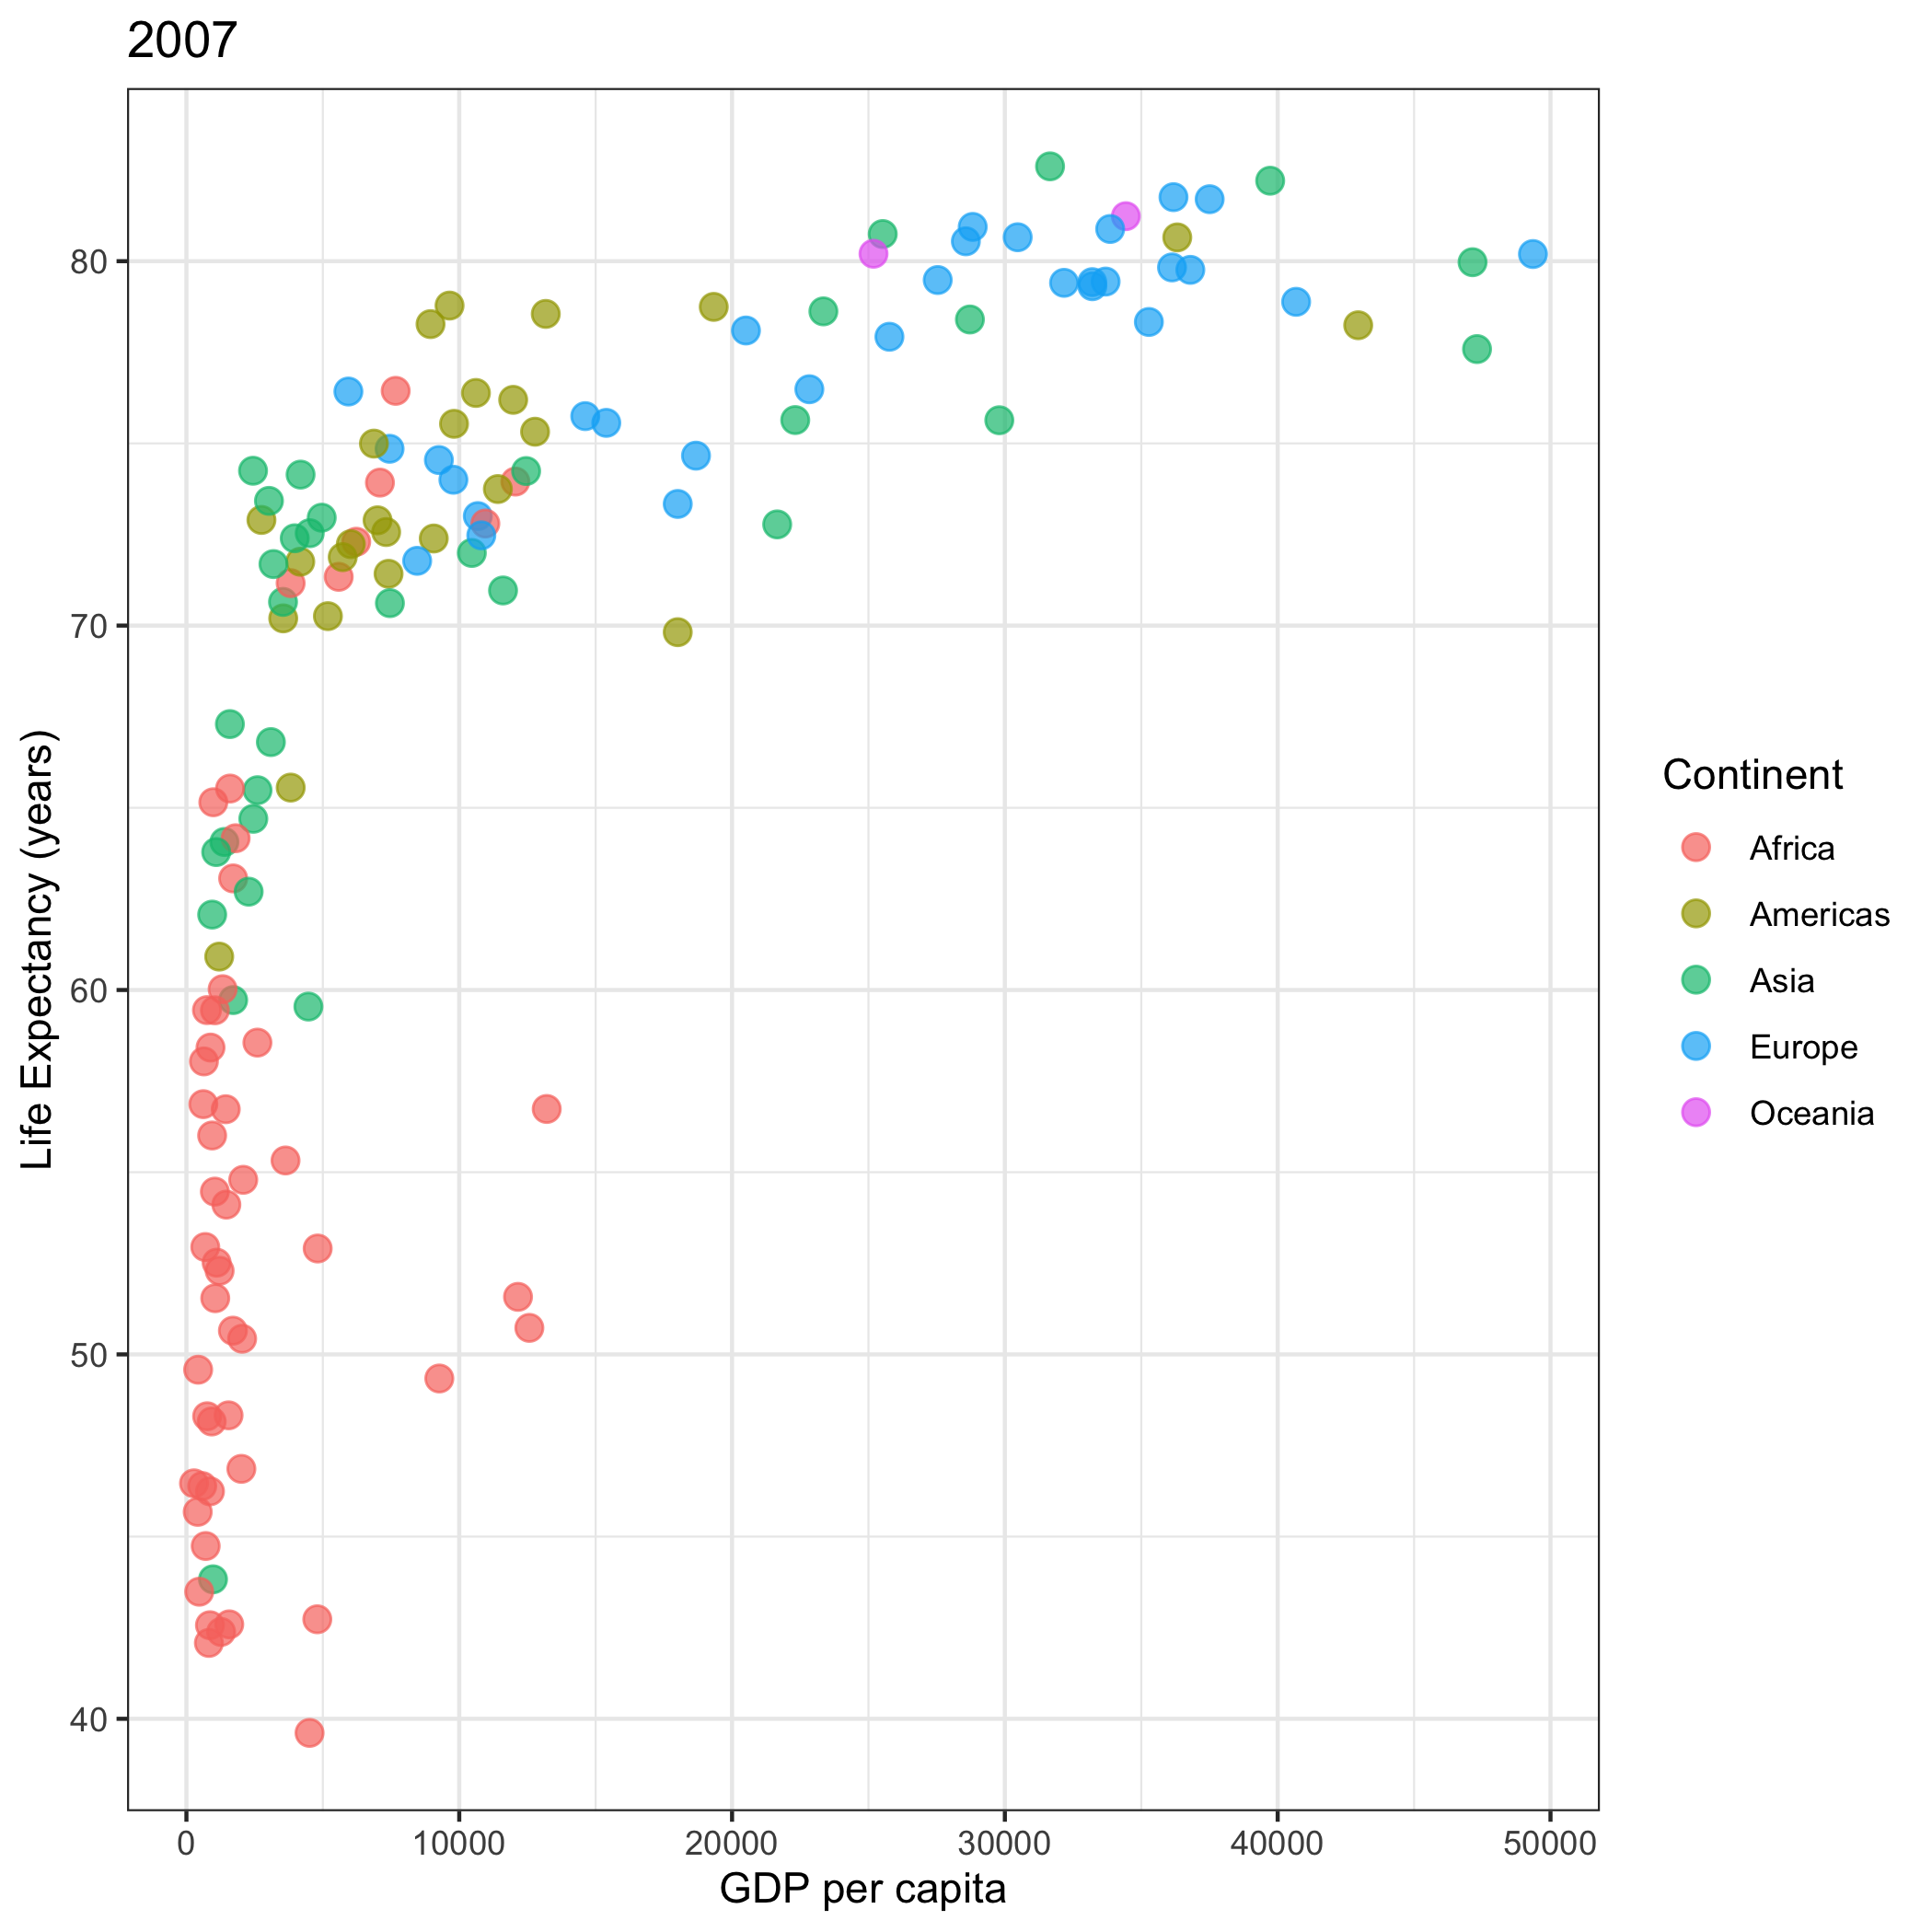 2007
Life Expectancy (years)
80
70
60
50
40
0 10000 20000 30000 40000 50000
GDP per capita
Continent
Africa
Americas
Asia
Europe
Oceania